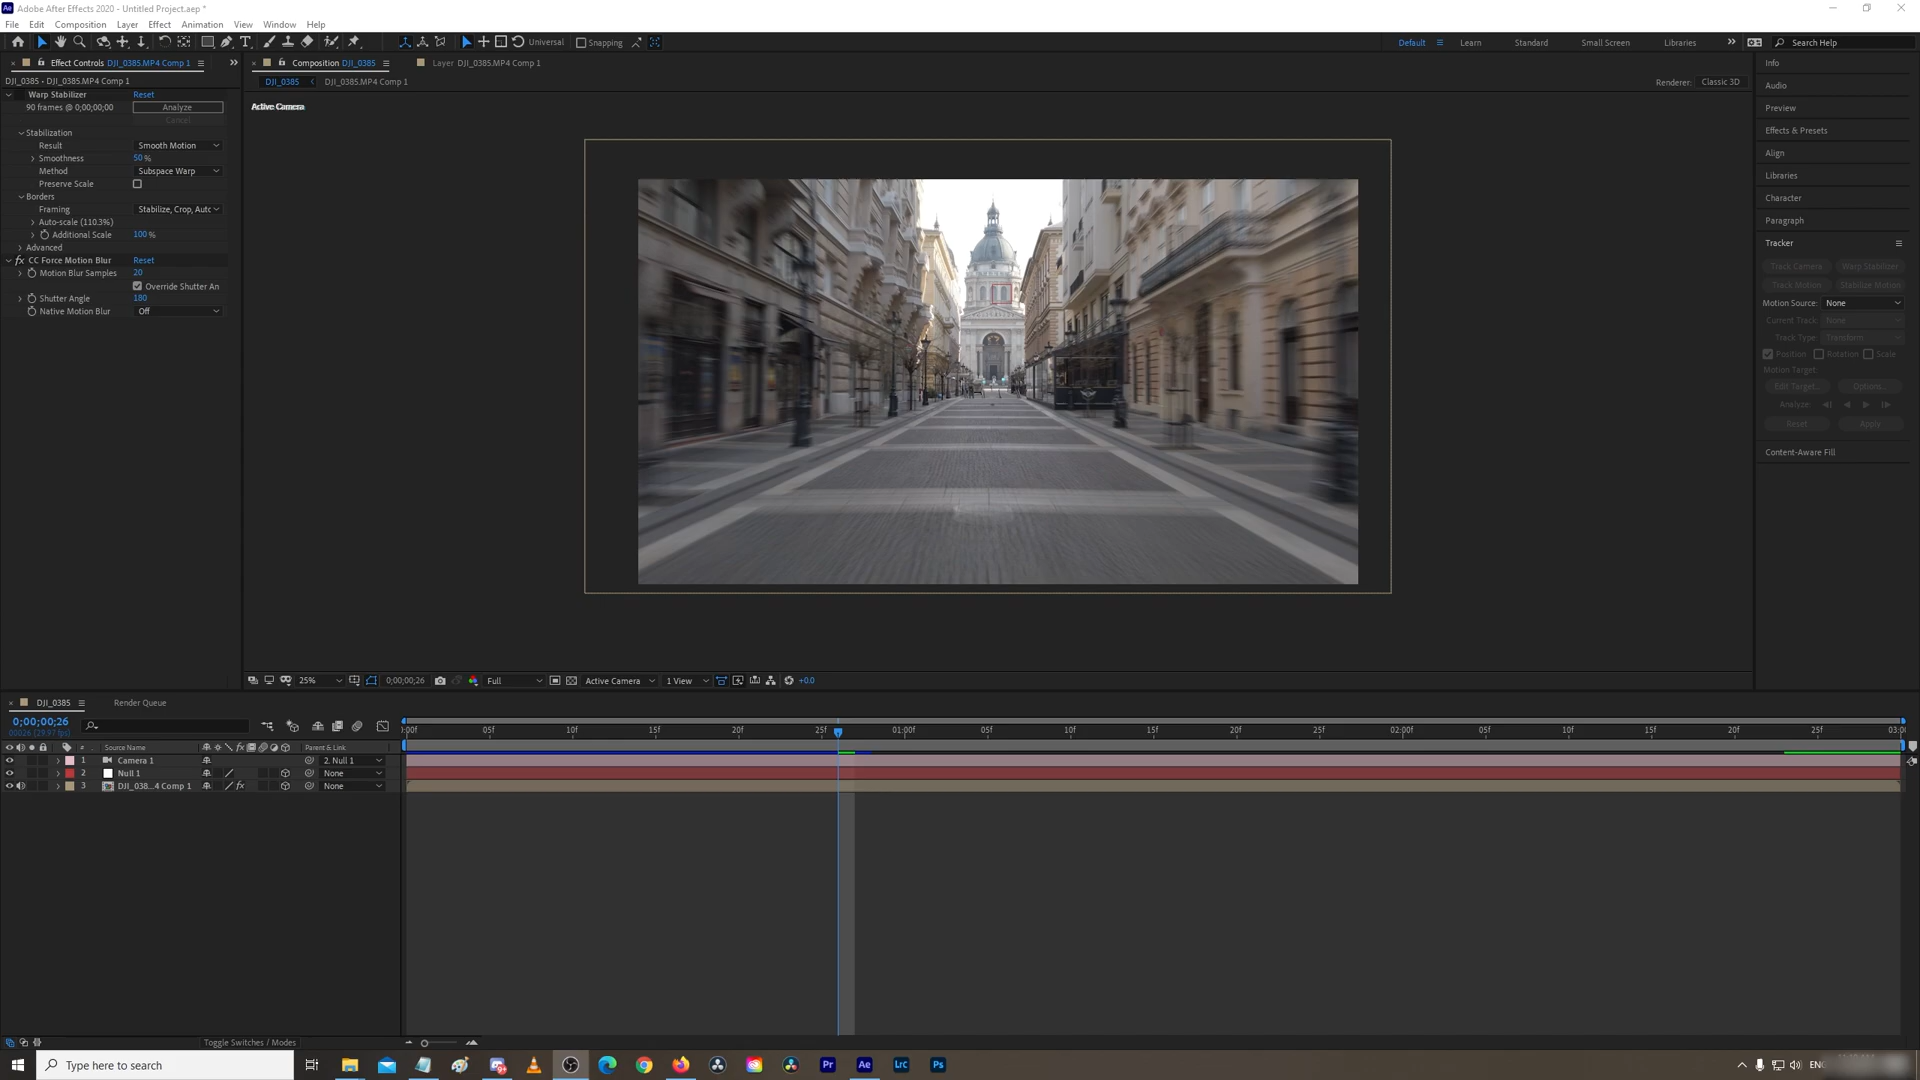 Adobe After Effects 2020 - Untitled Project.aep *
File Edit Composition Layer Effect Animation View Window Help
Universal Snapping Default Learn Standard Small Screen Libraries Search Help
Effect Controls DJI_0385.MP4 Comp 1
DJI_0385 • DJI_0385.MP4 Comp 1
Warp Stabilizer Reset
90 frames @ 0;00;00;00 Analyze
Cancel
Stabilization
Result Smooth Motion
Smoothness 50 %
Method Subspace Warp
Preserve Scale
Borders
Framing Stabilize, Crop, Autc
Auto-scale (110.3%)
Additional Scale 100 %
Advanced
fx CC Force Motion Blur Reset
Motion Blur Samples 20
Override Shutter An
Shutter Angle 180
Native Motion Blur Off
Composition DJI_0385
Layer DJI_0385.MP4 Comp 1
DJI_0385 DJI_0385.MP4 Comp 1
Renderer: Classic 3D
Active Camera
25% 0;00;00;26 Full Active Camera 1 View +0.0
Info
Audio
Preview
Effects & Presets
Align
Libraries
Character
Paragraph
Tracker
Track Camera Warp Stabilizer
Track Motion Stabilize Motion
Motion Source: None
Current Track: None
Track Type: Transform
Position Rotation Scale
Motion Target:
Edit Target... Options...
Analyze:
Reset Apply
Content-Aware Fill
DJI_0385 Render Queue
0;00;00;26
00026 (29.97 fps)
:00f 05f 10f 15f 20f 25f 01:00f 05f 10f 15f 20f 25f 02:00f 05f 10f 15f 20f 25f 03:0
# Source Name Parent & Link
1 Camera 1 2. Null 1
2 Null 1 None
3 DJI_038...4 Comp 1 None
Toggle Switches / Modes
Type here to search
Pr Ae Lrc Ps
ENG